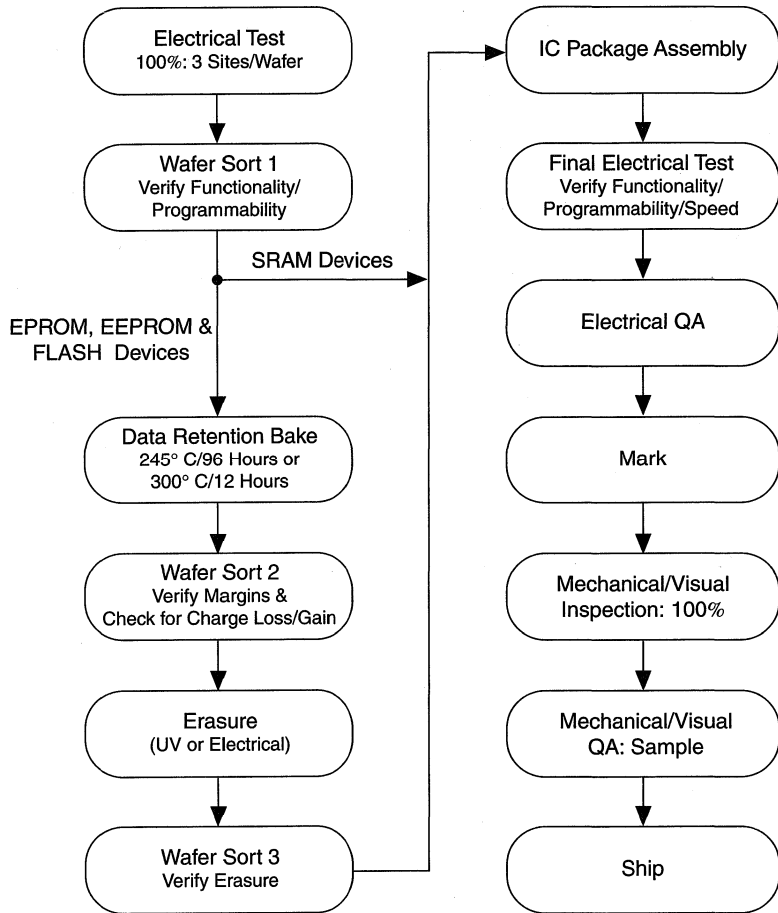 Electrical Test
100%: 3 Sites/Wafer
Wafer Sort 1
Verify Functionality/
Programmability
SRAM Devices
EPROM, EEPROM &
FLASH Devices
Data Retention Bake
245° C/96 Hours or
300° C/12 Hours
Wafer Sort 2
Verify Margins &
Check for Charge Loss/Gain
Erasure
(UV or Electrical)
Wafer Sort 3
Verify Erasure
IC Package Assembly
Final Electrical Test
Verify Functionality/
Programmability/Speed
Electrical QA
Mark
Mechanical/Visual
Inspection: 100%
Mechanical/Visual
QA: Sample
Ship